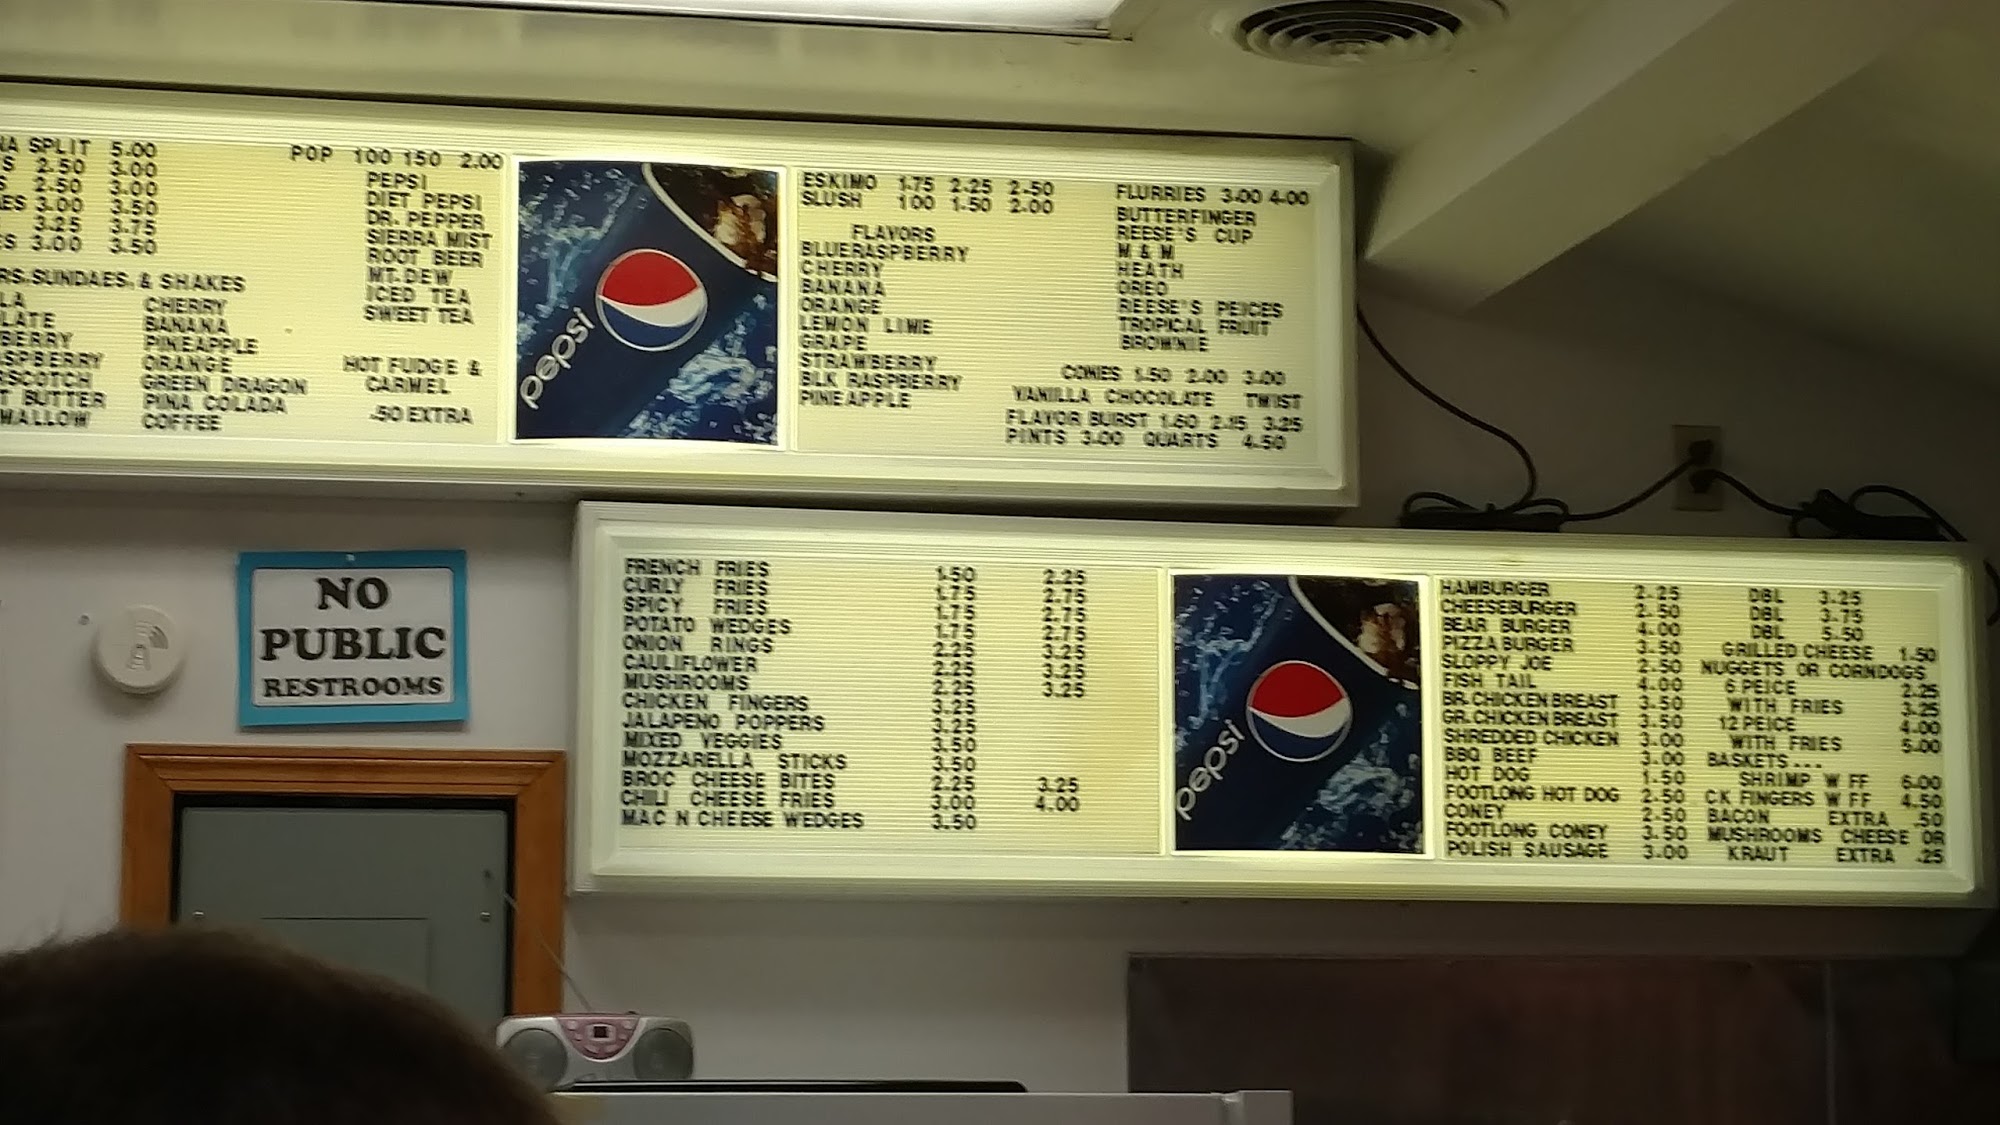 SPLIT 5.00
2.50 3.00
2.50 3.00
3.00 3.50
3.25 3.75
3.00 3.50
SUNDAES, & SHAKES
CHERRY
BANANA
PINEAPPLE
ORANGE
GREEN DRAGON
BUTTER PINA COLADA
COFFEE
POP 100 150 2.00
PEPSI
DIET PEPSI
DR. PEPPER
SIERRA MIST
ROOT BEER
MT. DEW
ICED TEA
SWEET TEA
HOT FUDGE &
CARMEL
.50 EXTRA
pepsi
ESKIMO 1.75 2.25 2.50
SLUSH 100 1.50 2.00
FLAVORS
BLUERASPBERRY
CHERRY
BANANA
ORANGE
LEMON LIME
GRAPE
STRAWBERRY
BLK RASPBERRY
PINEAPPLE
FLURRIES 3.00 4.00
BUTTERFINGER
REESE'S CUP
M & M
HEATH
OREO
REESE'S PEICES
TROPICAL FRUIT
BROWNIE
CONES 1.50 2.00 3.00
VANILLA CHOCOLATE TWIST
FLAVOR BURST 1.60 2.15 3.25
PINTS 3.00 QUARTS 4.50
NO
PUBLIC
RESTROOMS
FRENCH FRIES 1.50 2.25
CURLY FRIES 1.75 2.75
SPICY FRIES 1.75 2.75
POTATO WEDGES 1.75 2.75
ONION RINGS 2.25 3.25
CAULIFLOWER 2.25 3.25
MUSHROOMS 2.25 3.25
CHICKEN FINGERS 3.25
JALAPENO POPPERS 3.25
MIXED VEGGIES 3.50
MOZZARELLA STICKS 3.50
BROC CHEESE BITES 2.25 3.25
CHILI CHEESE FRIES 3.00 4.00
MAC N CHEESE WEDGES 3.50
pepsi
HAMBURGER 2.25 DBL 3.25
CHEESEBURGER 2.50 DBL 3.75
BEAR BURGER 4.00 DBL 5.50
PIZZA BURGER 3.50 GRILLED CHEESE 1.50
SLOPPY JOE 2.50 NUGGETS OR CORNDOGS
FISH TAIL 4.00 6 PEICE 2.25
BR. CHICKEN BREAST 3.50 WITH FRIES 3.25
GR. CHICKEN BREAST 3.50 12 PEICE 4.00
SHREDDED CHICKEN 3.00 WITH FRIES 5.00
BBQ BEEF 3.00 BASKETS...
HOT DOG 1.50 SHRIMP W FF 6.00
FOOTLONG HOT DOG 2.50 CK FINGERS W FF 4.50
CONEY 2.50 BACON EXTRA .50
FOOTLONG CONEY 3.50 MUSHROOMS CHEESE OR
POLISH SAUSAGE 3.00 KRAUT EXTRA .25